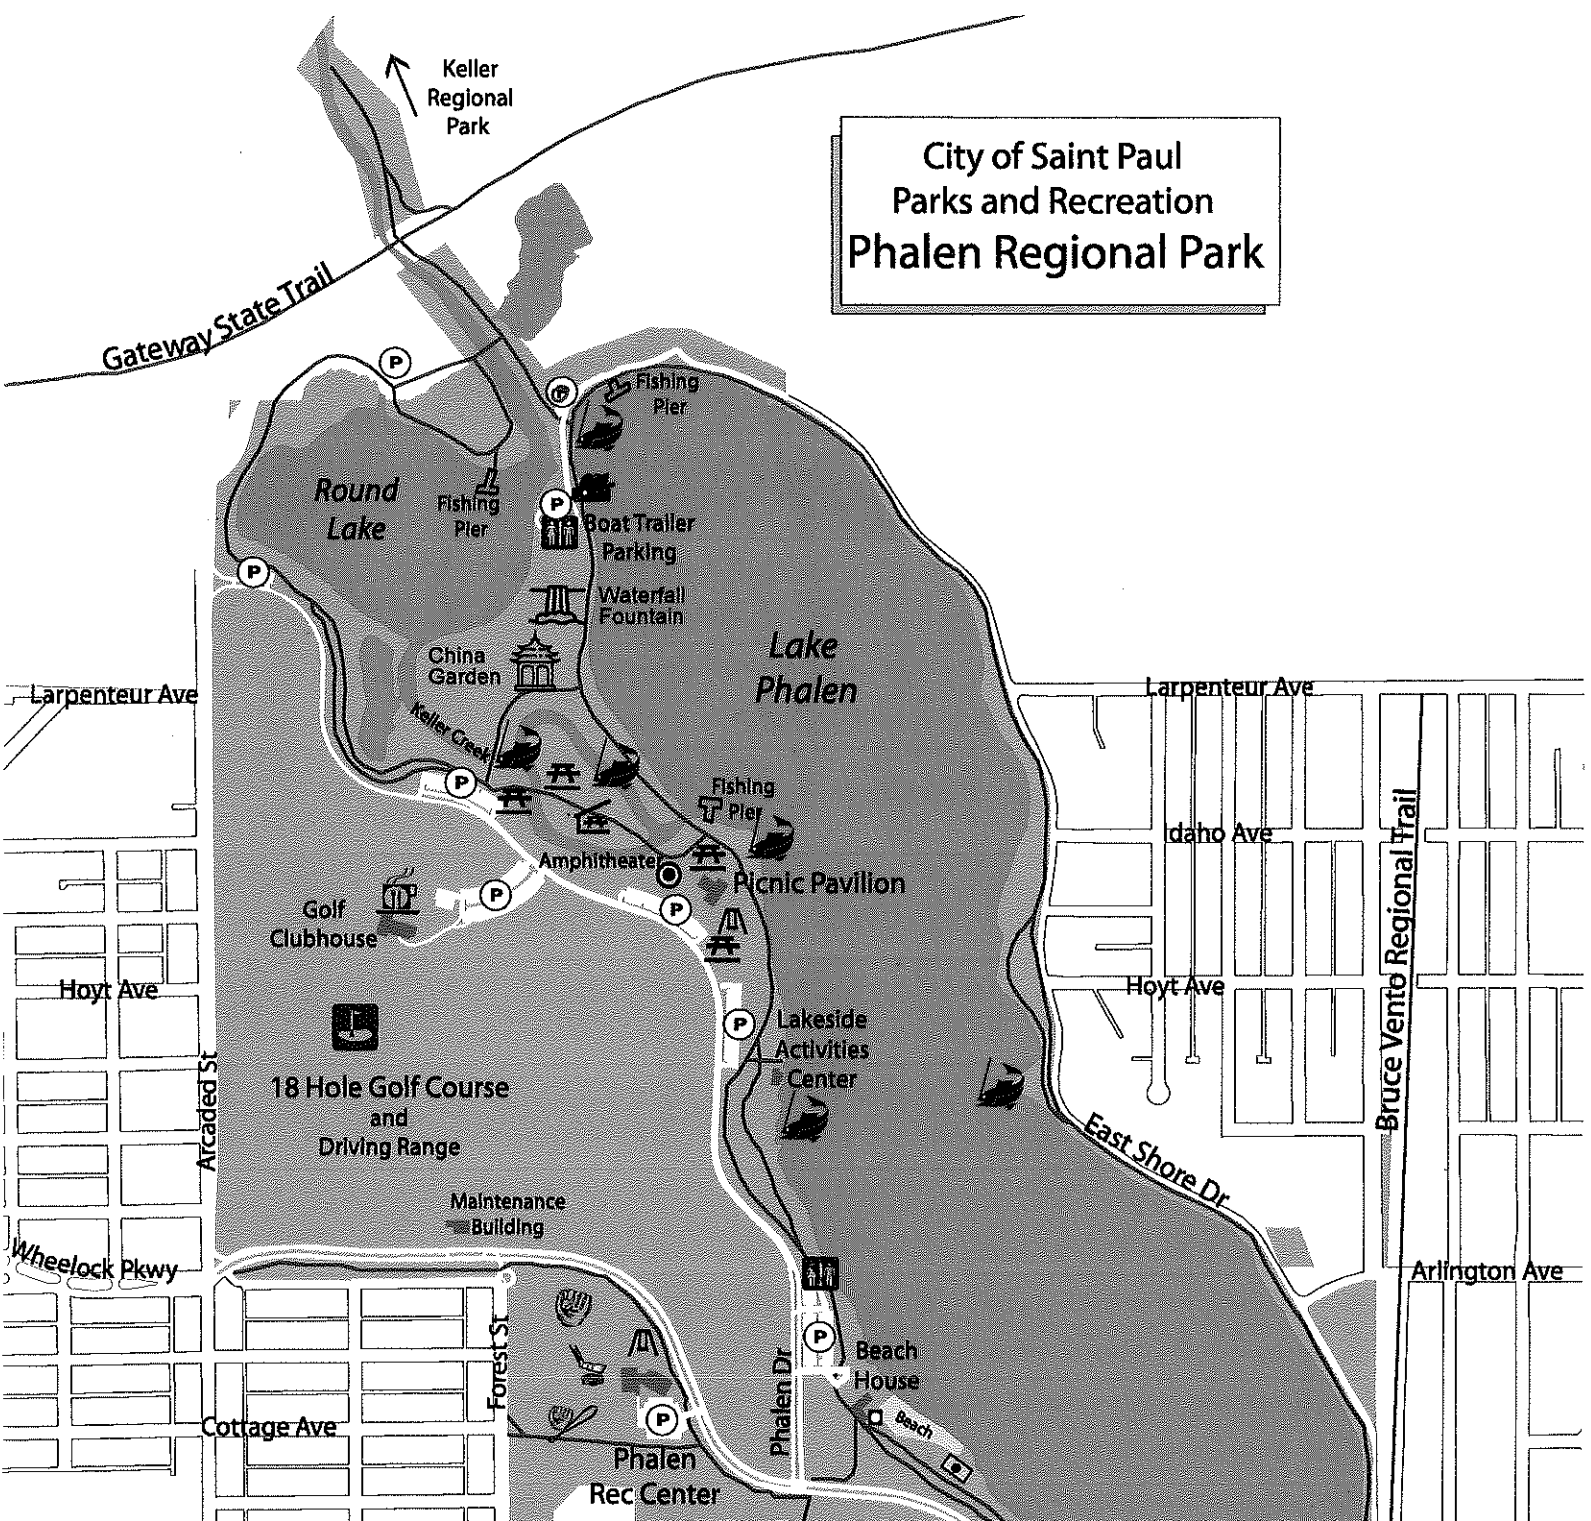 Keller
Regional
Park
City of Saint Paul
Parks and Recreation
Phalen Regional Park
Gateway State Trail
P
P
Fishing
Pier
Round
Lake
Fishing
Pier
P
Boat Trailer
Parking
P
Waterfall
Fountain
China
Garden
Lake
Phalen
Larpenteur Ave
Larpenteur Ave
Keller Creek
P
Fishing
Pier
Idaho Ave
Bruce Vento Regional Trail
Amphitheater
Picnic Pavilion
P
P
Golf
Clubhouse
Hoyt Ave
Hoyt Ave
P
Lakeside
Activities
Center
18 Hole Golf Course
and
Driving Range
Arcaded St
East Shore Dr
Maintenance
Building
Wheelock Pkwy
Arlington Ave
Forest St
P
Beach
House
Phalen Dr
Beach
Cottage Ave
P
Phalen
Rec Center